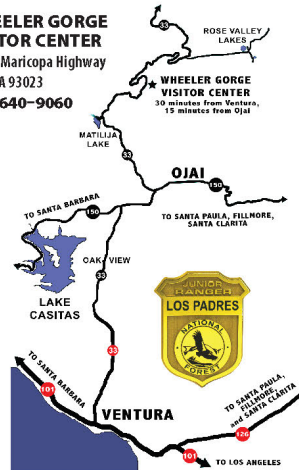 EELER GORGE
TOR CENTER
Maricopa Highway
A 93023
640-9060
33
ROSE VALLEY
LAKES
WHEELER GORGE
VISITOR CENTER
30 minutes from Ventura,
15 minutes from Ojai
MATILIJA
LAKE
33
OJAI
150
TO SANTA BARBARA
150
TO SANTA PAULA, FILLMORE,
SANTA CLARITA
OAK VIEW
33
LAKE
CASITAS
JUNIOR
RANGER
LOS PADRES
NATIONAL
FOREST
33
TO SANTA BARBARA
101
VENTURA
TO SANTA PAULA,
FILLMORE,
and SANTA CLARITA
126
101
TO LOS ANGELES